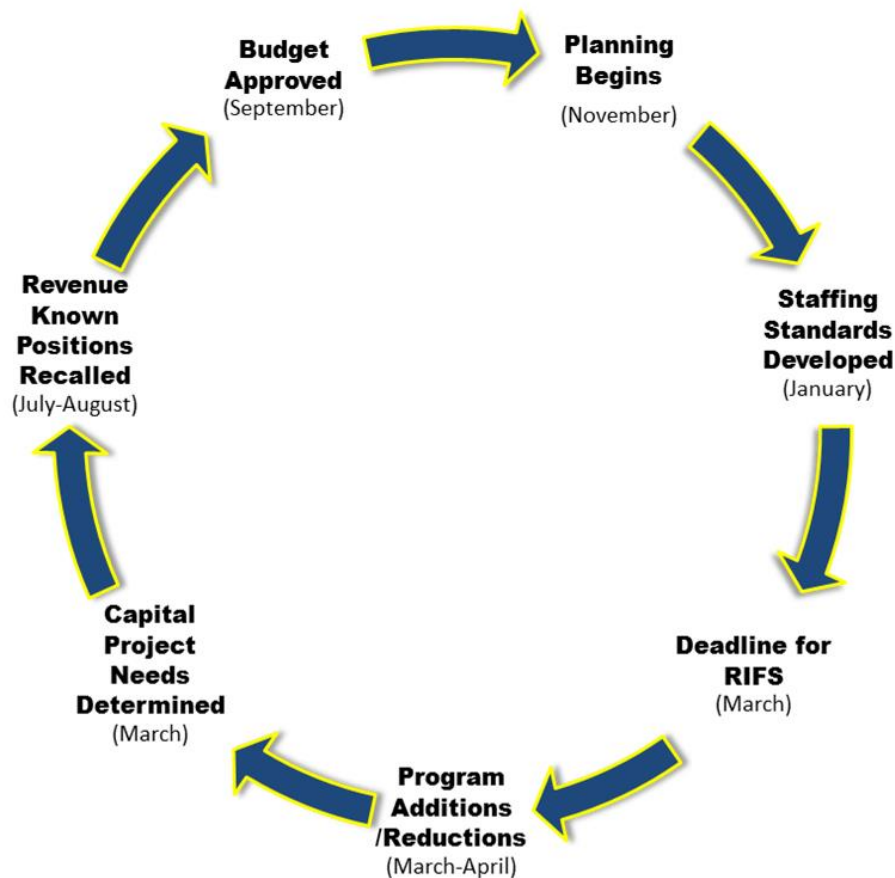 Budget
Approved
(September)
Planning
Begins
(November)
Staffing
Standards
Developed
(January)
Deadline for
RIFS
(March)
Program
Additions
/Reductions
(March-April)
Capital
Project
Needs
Determined
(March)
Revenue
Known
Positions
Recalled
(July-August)